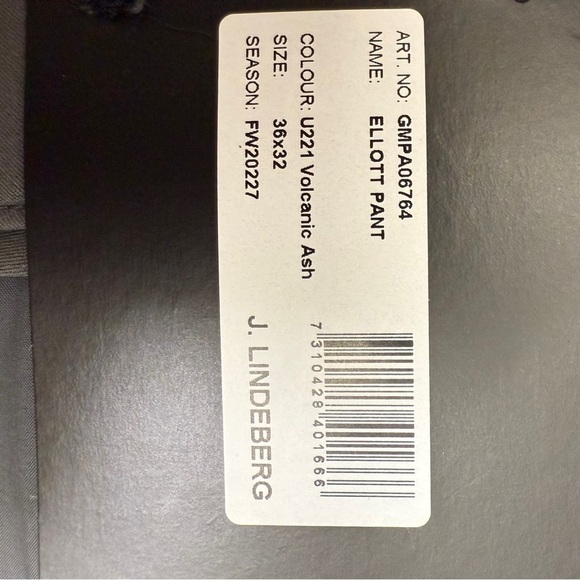 ART. NO: GMPA06764
NAME: ELLOTT PANT
COLOUR: U221 Volcanic Ash
SIZE: 36x32
SEASON: FW20227
7 310428 401666
J. LINDEBERG